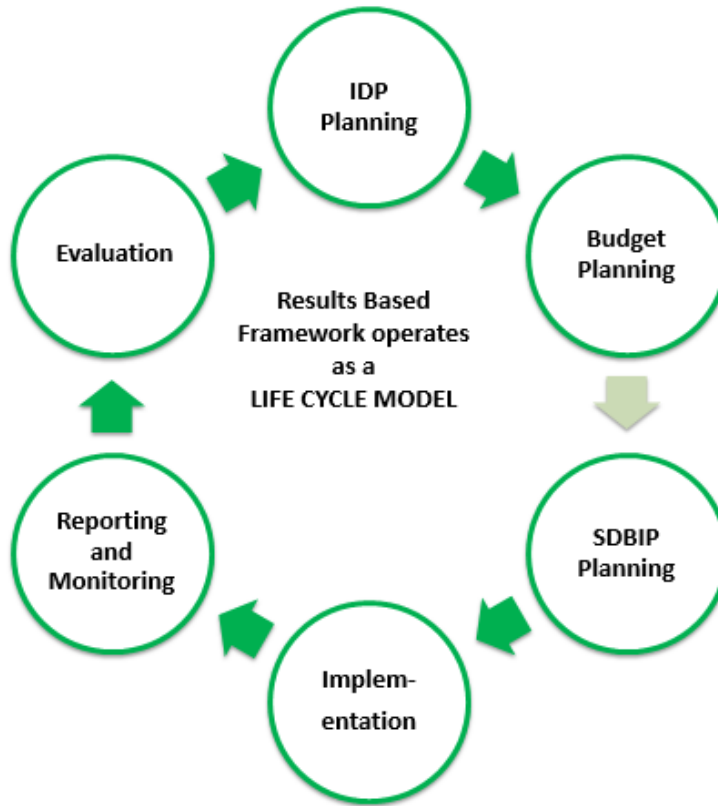 IDP
Planning
Budget
Planning
SDBIP
Planning
Implem-
entation
Reporting
and
Monitoring
Evaluation
Results Based
Framework operates
as a
LIFE CYCLE MODEL